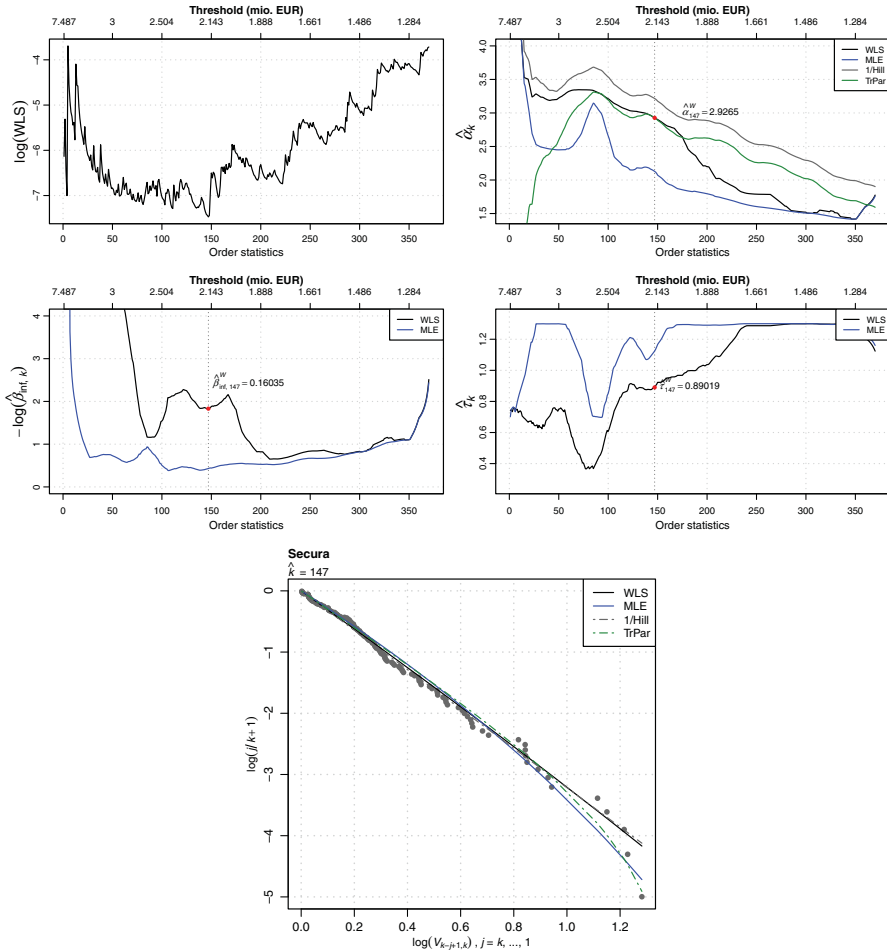 Threshold (mio. EUR)
7.487 3 2.504 2.143 1.888 1.661 1.486 1.284
log(WLS)
−4
−5
−6
−7
0 50 100 150 200 250 300 350
Order statistics
Threshold (mio. EUR)
7.487 3 2.504 2.143 1.888 1.661 1.486 1.284
α̂k
4.0
3.5
3.0
2.5
2.0
1.5
WLS
MLE
1/Hill
TrPar
α̂ᵂ147=2.9265
0 50 100 150 200 250 300 350
Order statistics
Threshold (mio. EUR)
7.487 3 2.504 2.143 1.888 1.661 1.486 1.284
−log(β̂inf, k)
4
3
2
1
0
WLS
MLE
β̂ᵂinf, 147=0.16035
0 50 100 150 200 250 300 350
Order statistics
Threshold (mio. EUR)
7.487 3 2.504 2.143 1.888 1.661 1.486 1.284
τ̂k
1.2
1.0
0.8
0.6
0.4
WLS
MLE
τ̂ᵂ147=0.89019
0 50 100 150 200 250 300 350
Order statistics
Secura
k̂ = 147
log(j/k+1)
0
−1
−2
−3
−4
−5
WLS
MLE
1/Hill
TrPar
0.0 0.2 0.4 0.6 0.8 1.0 1.2
log(Vk−j+1,k) , j = k, ..., 1